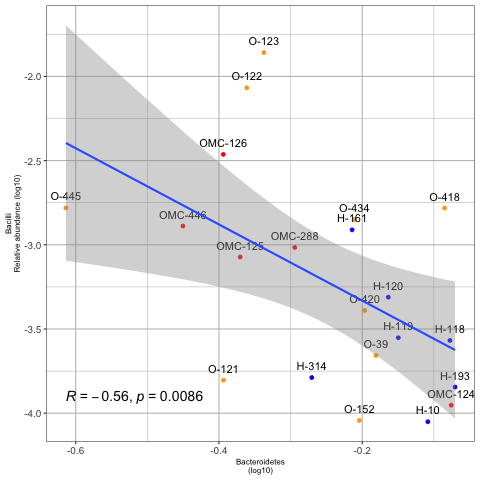 O-123
-2.0
O-122
OMC-126
-2.5
O-445
O-418
O-434
OMC-446
H-161
Bacilli
Relative abundante (log10)
-3.0
OMC-288
OMC-125
H-120
O-420
-3.5
H-119
H-118
O-39
O-121
H-314
H-193
R = −0.56, p = 0.0086
OMC-124
-4.0
O-152
H-10
-0.6
-0.4
-0.2
Bacteroidetes
(log10)